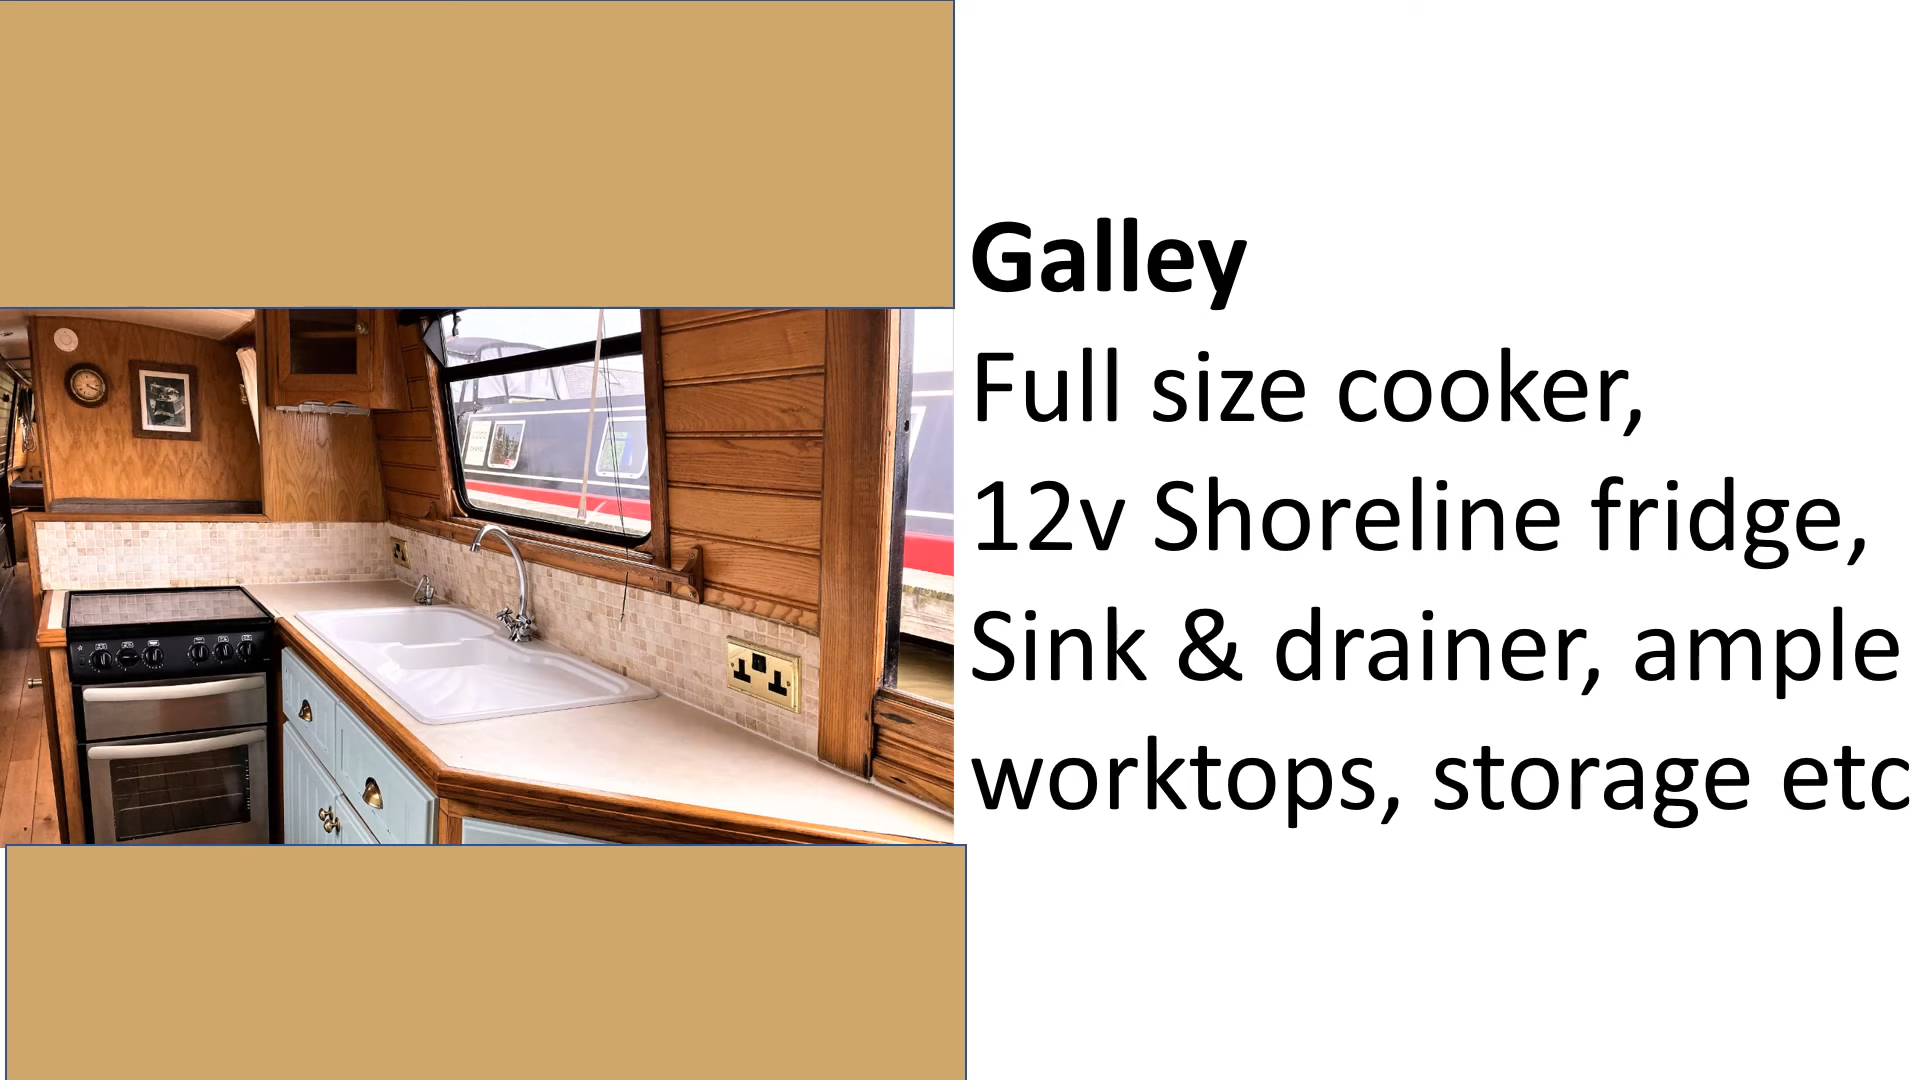 Galley
Full size cooker,
12v Shoreline fridge,
Sink & drainer, ample
worktops, storage etc